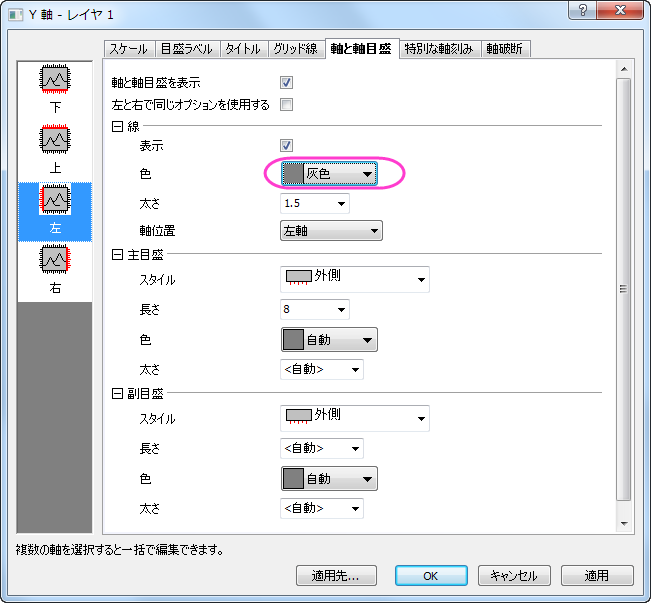 Y 軸 - レイヤ 1
スケール 目盛ラベル タイトル グリッド線 軸と軸目盛 特別な軸刻み 軸破断
下
上
左
右
軸と軸目盛を表示
左と右で同じオプションを使用する
線
表示
色 灰色
太さ 1.5
軸位置 左軸
主目盛
スタイル 外側
長さ 8
色 自動
太さ <自動>
副目盛
スタイル 外側
長さ <自動>
色 自動
太さ <自動>
複数の軸を選択すると一括で編集できます。
適用先... OK キャンセル 適用